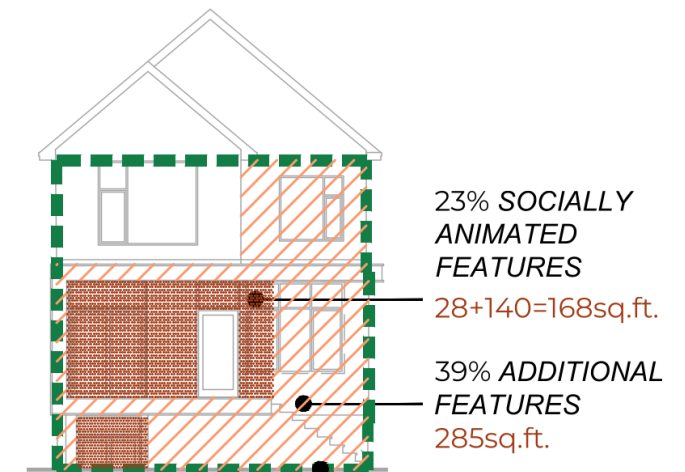 23% SOCIALLY
ANIMATED
FEATURES
28+140=168sq.ft.
39% ADDITIONAL
FEATURES
285sq.ft.